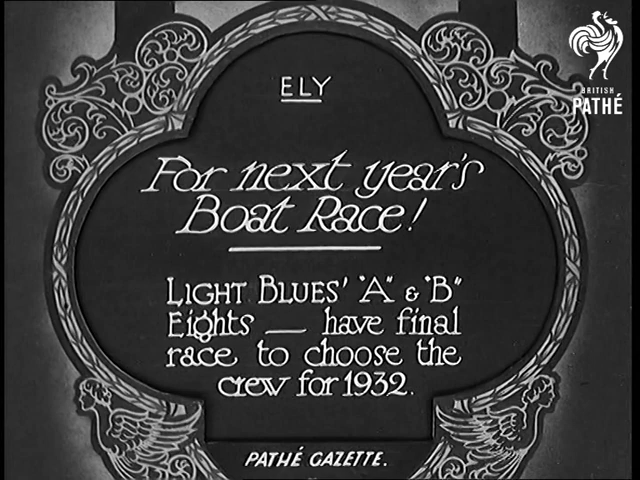 BRITISH
PATHÉ
ELY
For next year's
Boat Race!
LIGHT BLUES' "A" & "B"
Eights — have final
race to choose the
crew for 1932.
PATHÉ GAZETTE.